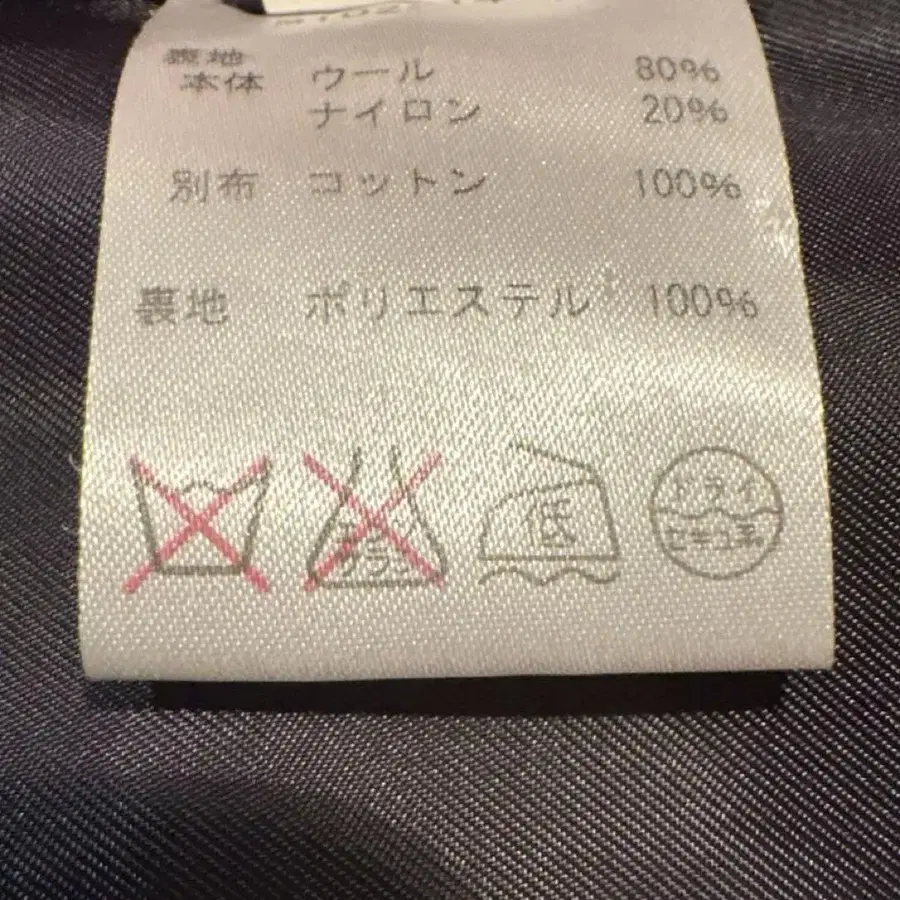 表地
本体 ウール 80%
ナイロン 20%
別布 コットン 100%
裏地 ポリエステル 100%
低
ドライ
セキユ系